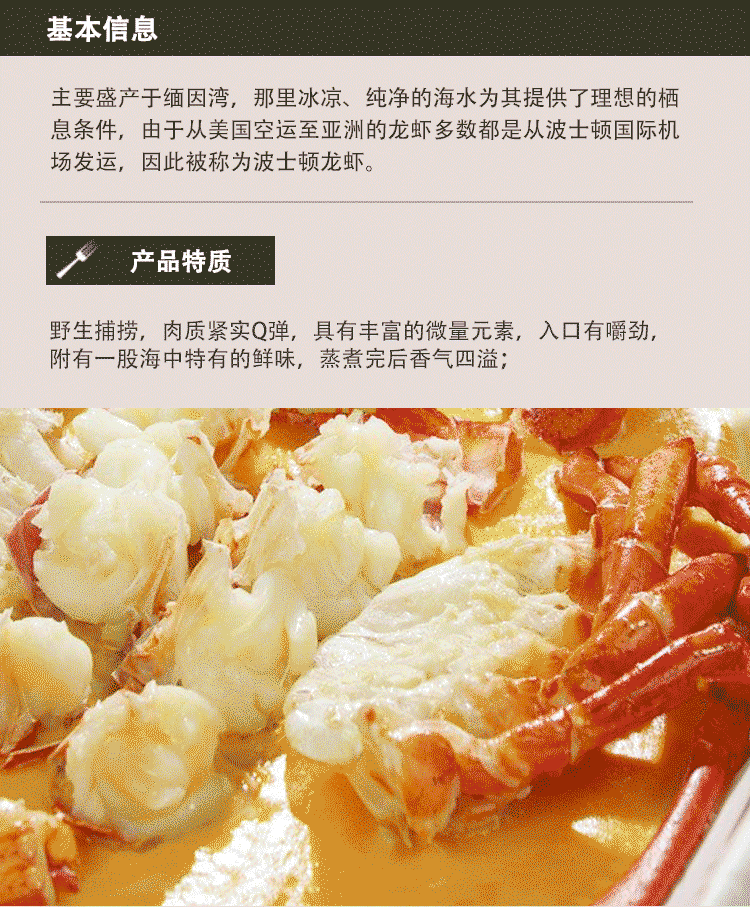 基本信息
主要盛产于缅因湾，那里冰凉、纯净的海水为其提供了理想的栖
息条件，由于从美国空运至亚洲的龙虾多数都是从波士顿国际机
场发运，因此被称为波士顿龙虾。
产品特质
野生捕捞，肉质紧实Q弹，具有丰富的微量元素，入口有嚼劲，
附有一股海中特有的鲜味，蒸煮完后香气四溢；